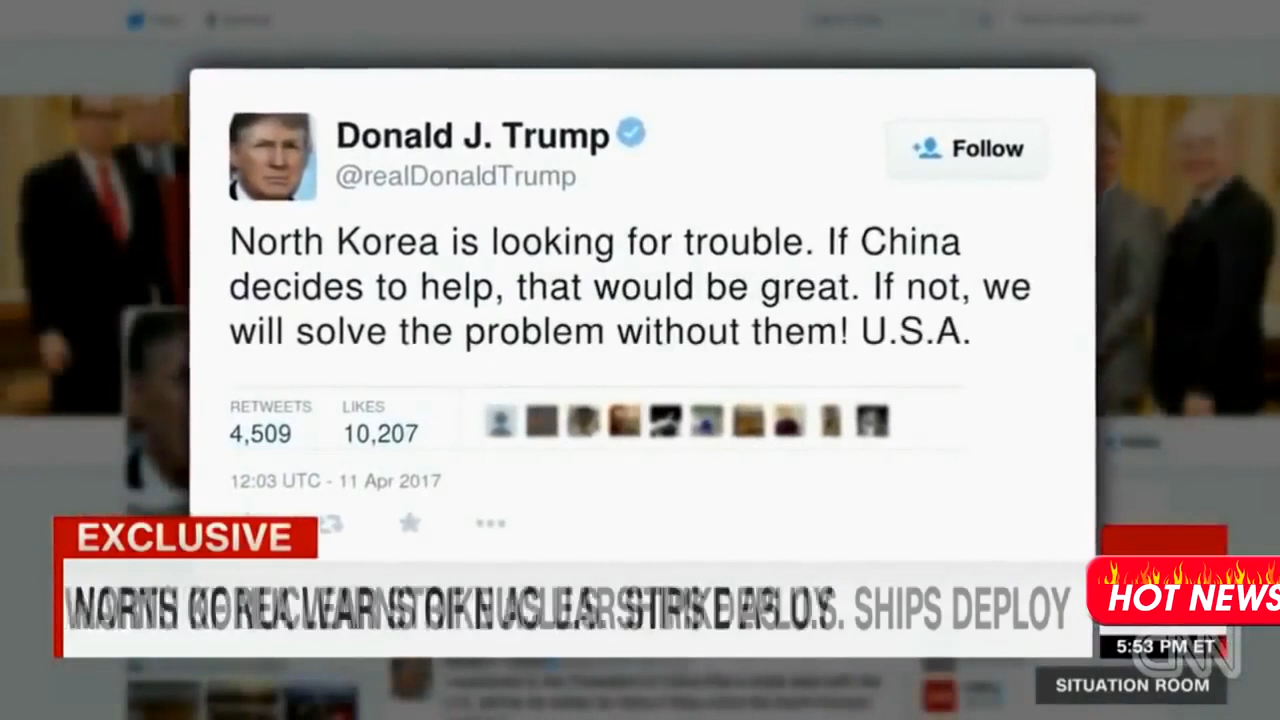 Donald J. Trump
@realDonaldTrump
Follow
North Korea is looking for trouble. If China
decides to help, that would be great. If not, we
will solve the problem without them! U.S.A.
RETWEETS LIKES
4,509 10,207
12:03 UTC - 11 Apr 2017
EXCLUSIVE
SHIPS DEPLOY
HOT NEWS
5:53 PM ET
CNN
SITUATION ROOM